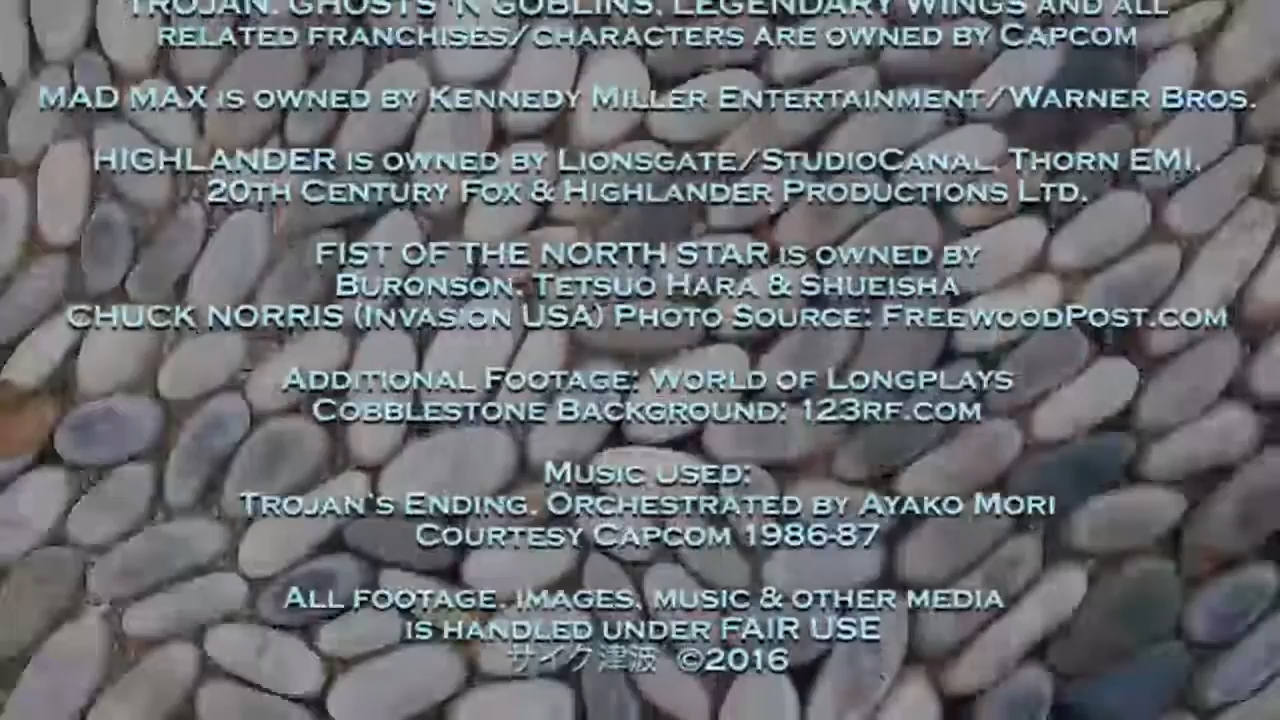 TROJAN, GHOSTS 'N GOBLINS, LEGENDARY WINGS AND ALL
RELATED FRANCHISES/CHARACTERS ARE OWNED BY CAPCOM
MAD MAX IS OWNED BY KENNEDY MILLER ENTERTAINMENT/WARNER BROS.
HIGHLANDER IS OWNED BY LIONSGATE/STUDIOCANAL, THORN EMI,
20TH CENTURY FOX & HIGHLANDER PRODUCTIONS LTD.
FIST OF THE NORTH STAR IS OWNED BY
BURONSON, TETSUO HARA & SHUEISHA
CHUCK NORRIS (INVASION USA) PHOTO SOURCE: FREEWOODPOST.COM
ADDITIONAL FOOTAGE: WORLD OF LONGPLAYS
COBBLESTONE BACKGROUND: 123RF.COM
MUSIC USED:
TROJAN'S ENDING, ORCHESTRATED BY AYAKO MORI
COURTESY CAPCOM 1986-87
ALL FOOTAGE, IMAGES, MUSIC & OTHER MEDIA
IS HANDLED UNDER FAIR USE
サイク津波 ©2016